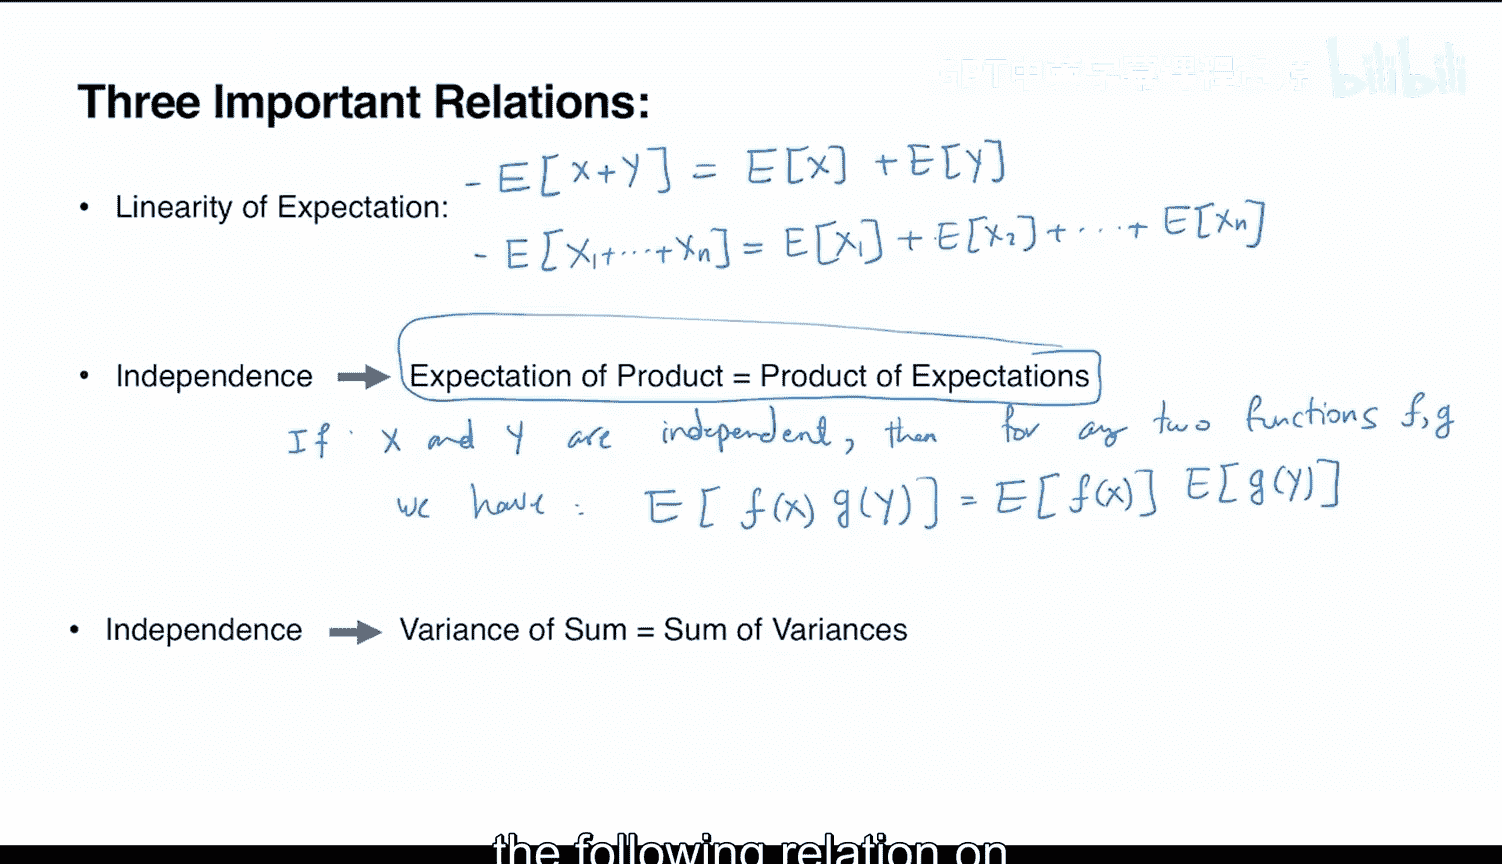 bilibili
Three Important Relations:
- E[X+Y] = E[X] + E[Y]
• Linearity of Expectation:
- E[X₁+···+Xₙ] = E[X₁] + E[X₂] + ··· + E[Xₙ]
• Independence → Expectation of Product = Product of Expectations
If X and Y are independent, then for any two functions f,g
we have : E[ f(X) g(Y)] = E[f(X)] E[g(Y)]
• Independence → Variance of Sum = Sum of Variances
the following relation on